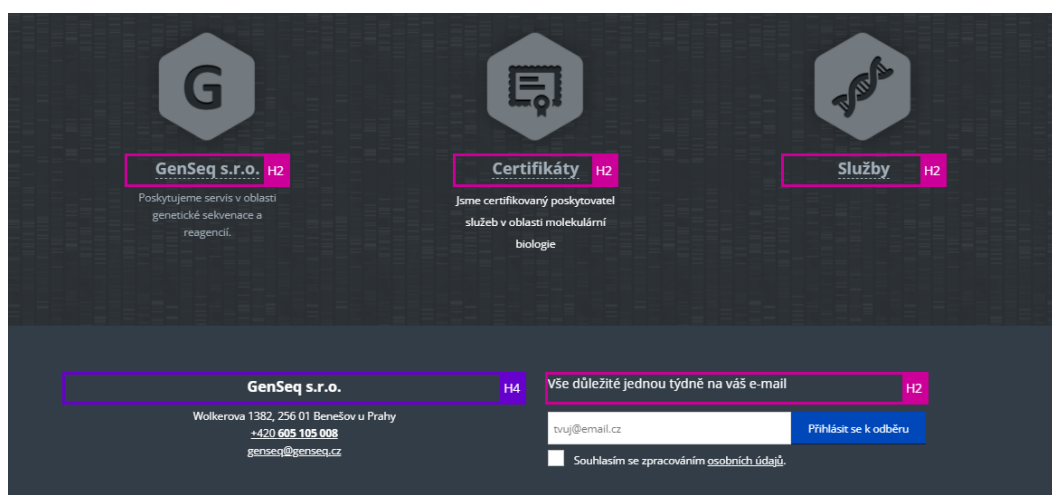 G
GenSeq s.r.o. H2
Poskytujeme servis v oblasti
genetické sekvenace a
reagencií.
Certifikáty H2
Jsme certifikovaný poskytovatel
služeb v oblasti molekulární
biologie
Služby H2
GenSeq s.r.o. H4
Wolkerova 1382, 256 01 Benešov u Prahy
+420 605 105 008
genseq@genseq.cz
Vše důležité jednou týdně na váš e-mail H2
tvuj@email.cz
Přihlásit se k odběru
Souhlasím se zpracováním osobních údajů.